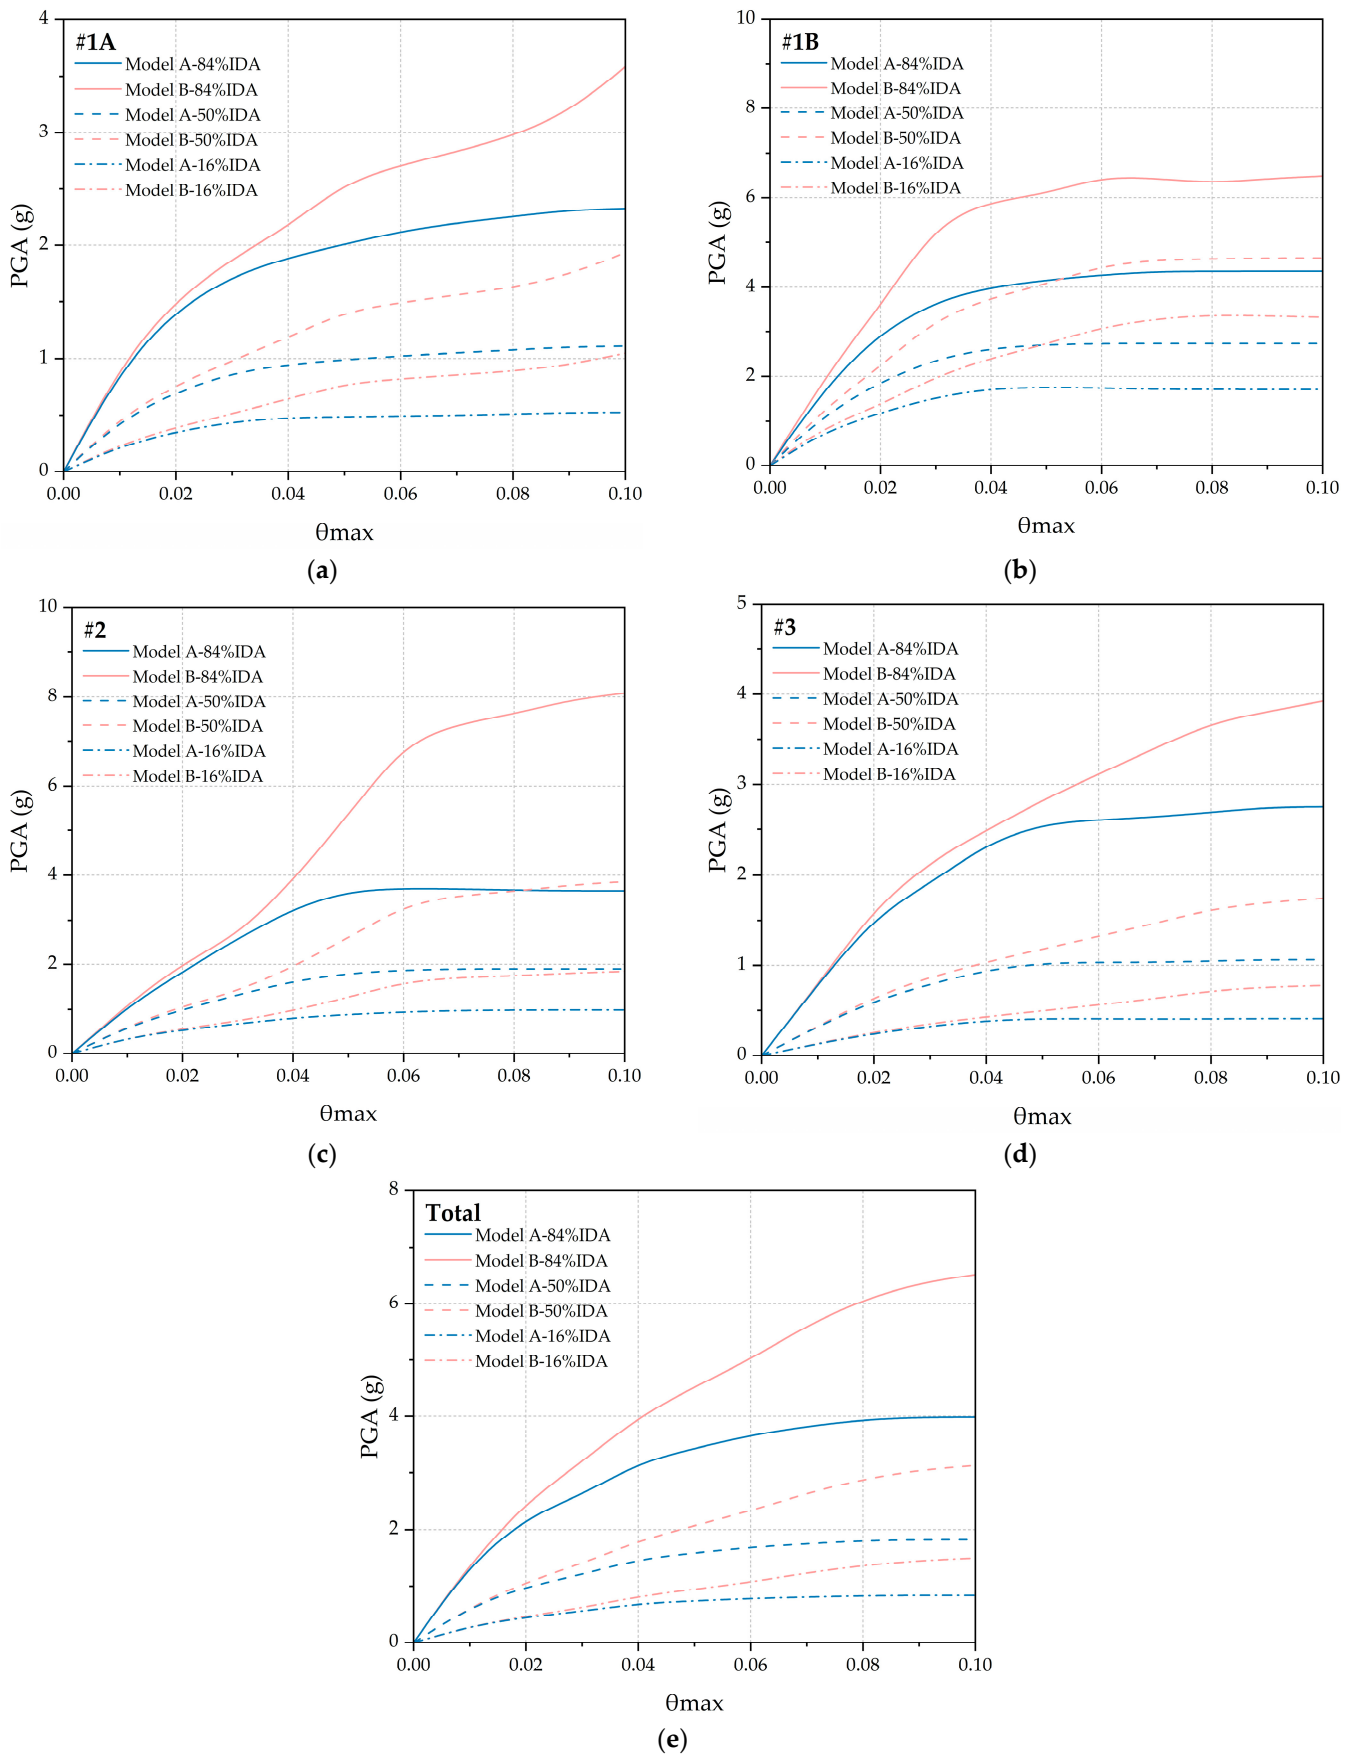 #1A
Model A-84%IDA
Model B-84%IDA
Model A-50%IDA
Model B-50%IDA
Model A-16%IDA
Model B-16%IDA
4
3
2
1
0
PGA (g)
0.00 0.02 0.04 0.06 0.08 0.10
θmax
(a)
#1B
Model A-84%IDA
Model B-84%IDA
Model A-50%IDA
Model B-50%IDA
Model A-16%IDA
Model B-16%IDA
10
8
6
4
2
0
PGA (g)
0.00 0.02 0.04 0.06 0.08 0.10
θmax
(b)
#2
Model A-84%IDA
Model B-84%IDA
Model A-50%IDA
Model B-50%IDA
Model A-16%IDA
Model B-16%IDA
10
8
6
4
2
0
PGA (g)
0.00 0.02 0.04 0.06 0.08 0.10
θmax
(c)
#3
Model A-84%IDA
Model B-84%IDA
Model A-50%IDA
Model B-50%IDA
Model A-16%IDA
Model B-16%IDA
5
4
3
2
1
0
PGA (g)
0.00 0.02 0.04 0.06 0.08 0.10
θmax
(d)
Total
Model A-84%IDA
Model B-84%IDA
Model A-50%IDA
Model B-50%IDA
Model A-16%IDA
Model B-16%IDA
8
6
4
2
0
PGA (g)
0.00 0.02 0.04 0.06 0.08 0.10
θmax
(e)